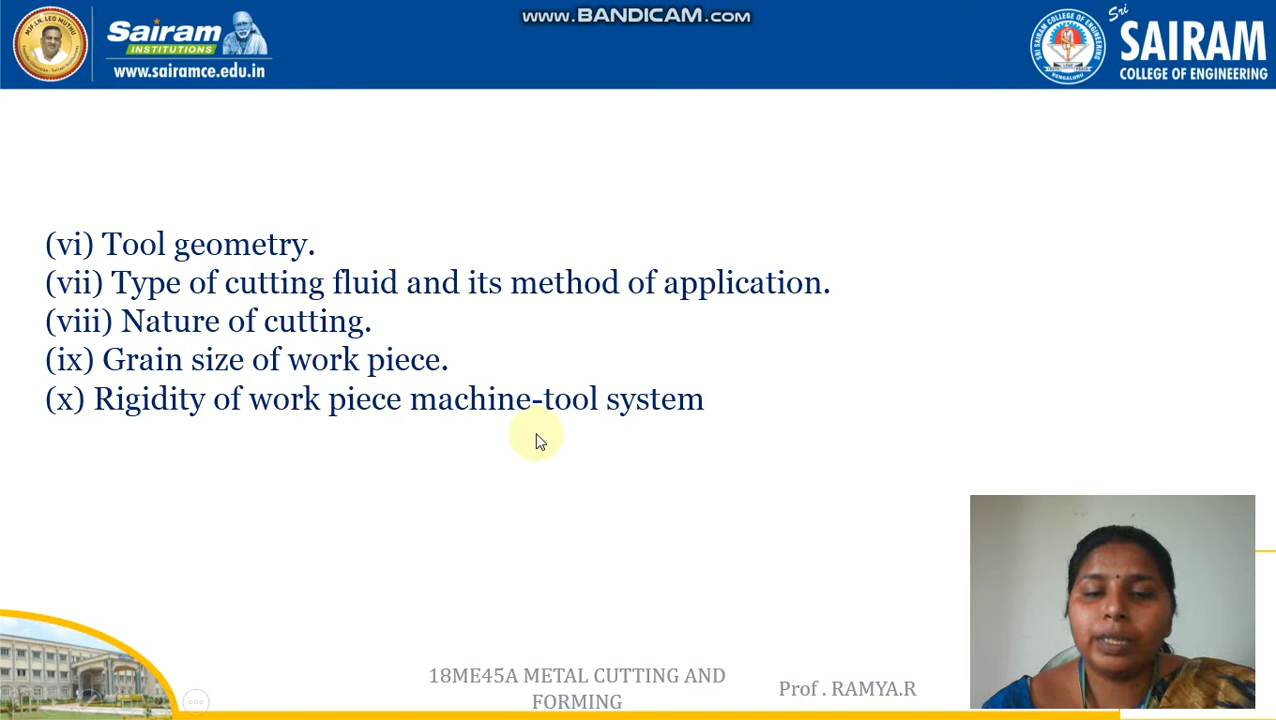 www.BANDICAM.com
Sairam
INSTITUTIONS
www.sairamce.edu.in
Sri
SAIRAM
COLLEGE OF ENGINEERING
(vi) Tool geometry.
(vii) Type of cutting fluid and its method of application.
(viii) Nature of cutting.
(ix) Grain size of work piece.
(x) Rigidity of work piece machine-tool system
18ME45A METAL CUTTING AND
FORMING
Prof . RAMYA.R